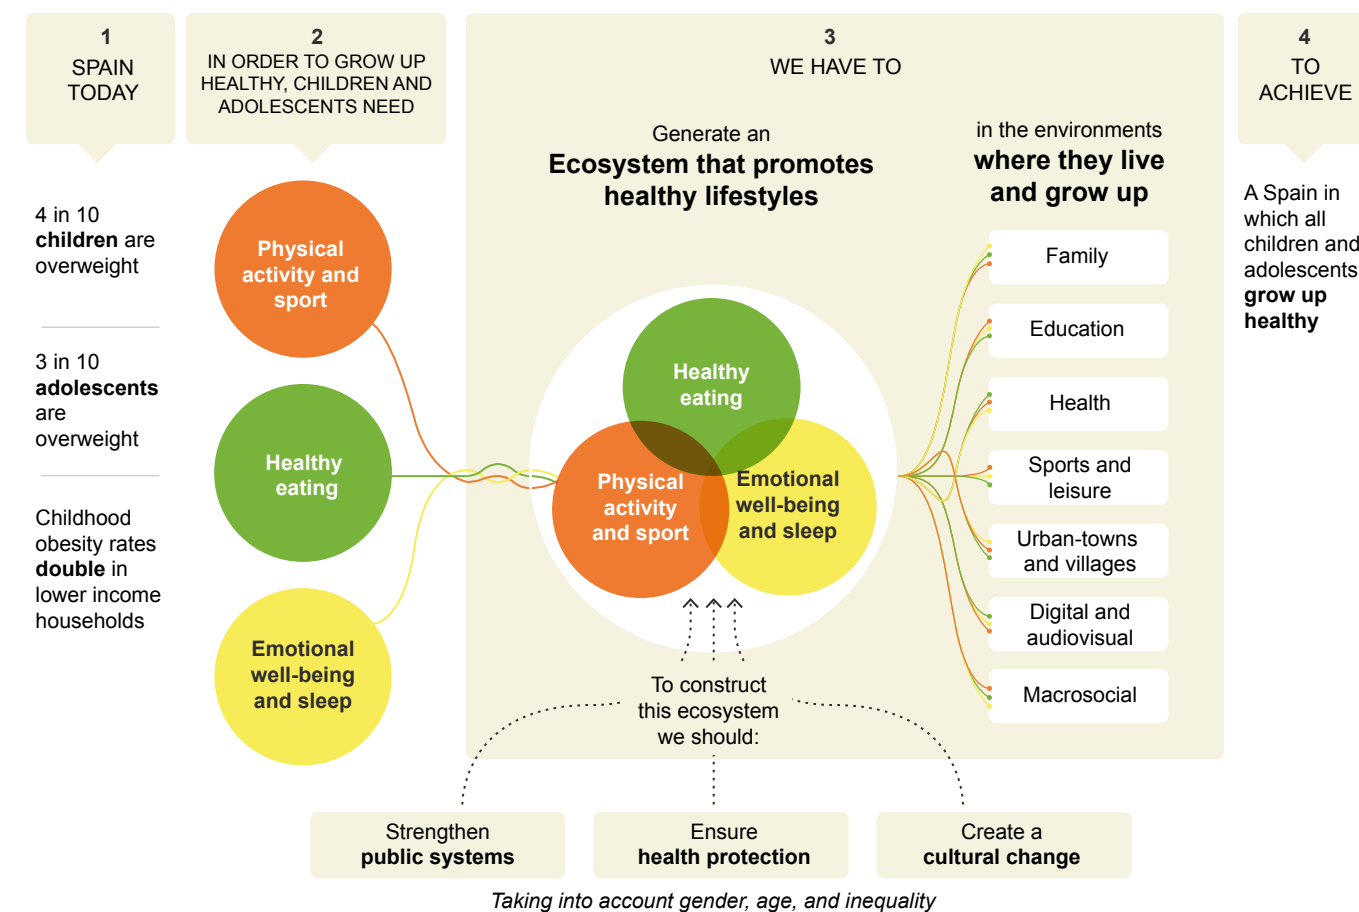 1
SPAIN
TODAY
4 in 10
children are
overweight
3 in 10
adolescents
are
overweight
Childhood
obesity rates
double in
lower income
households
2
IN ORDER TO GROW UP
HEALTHY, CHILDREN AND
ADOLESCENTS NEED
Physical
activity and
sport
Healthy
eating
Emotional
well-being
and sleep
3
WE HAVE TO
Generate an
Ecosystem that promotes
healthy lifestyles
Healthy
eating
Physical
activity
and sport
Emotional
well-being
and sleep
in the environments
where they live
and grow up
Family
Education
Health
Sports and
leisure
Urban-towns
and villages
Digital and
audiovisual
Macrosocial
To construct
this ecosystem
we should:
Strengthen
public systems
Ensure
health protection
Create a
cultural change
Taking into account gender, age, and inequality
4
TO
ACHIEVE
A Spain in
which all
children and
adolescents
grow up
healthy